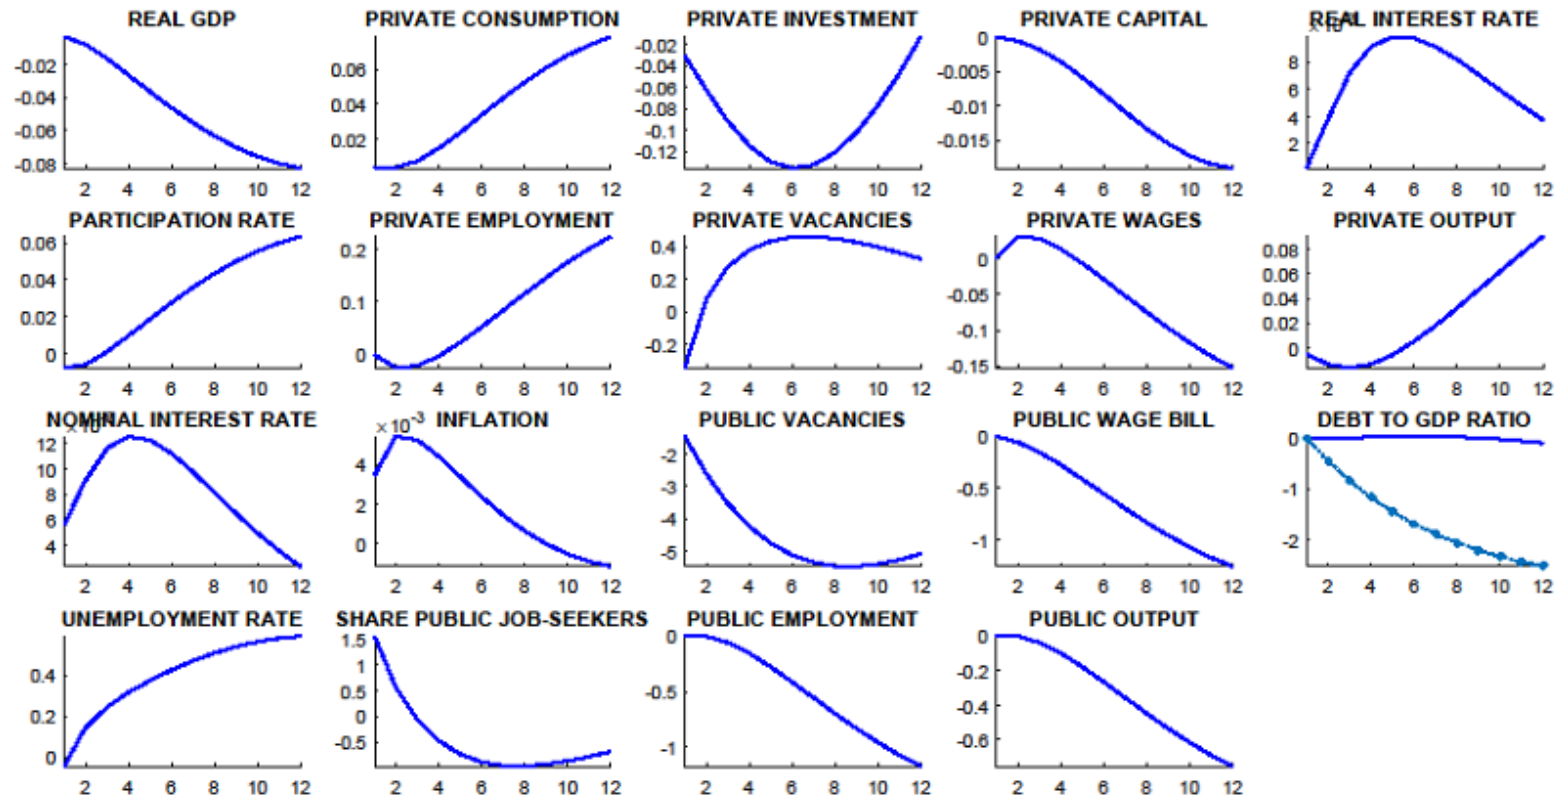 REAL GDP
-0.02
-0.04
-0.06
-0.08
2 4 6 8 10 12
PRIVATE CONSUMPTION
0.06
0.04
0.02
2 4 6 8 10 12
PRIVATE INVESTMENT
-0.02
-0.04
-0.06
-0.08
-0.1
-0.12
2 4 6 8 10 12
PRIVATE CAPITAL
0
-0.005
-0.01
-0.015
2 4 6 8 10 12
REAL INTEREST RATE
8
6
4
2
2 4 6 8 10 12
PARTICIPATION RATE
0.06
0.04
0.02
0
2 4 6 8 10 12
PRIVATE EMPLOYMENT
0.2
0.1
0
2 4 6 8 10 12
PRIVATE VACANCIES
0.4
0.2
0
-0.2
2 4 6 8 10 12
PRIVATE WAGES
0
-0.05
-0.1
-0.15
2 4 6 8 10 12
PRIVATE OUTPUT
0.08
0.06
0.04
0.02
0
2 4 6 8 10 12
NOMINAL INTEREST RATE
12
10
8
6
4
2 4 6 8 10 12
×10⁻³ INFLATION
4
2
0
2 4 6 8 10 12
PUBLIC VACANCIES
-2
-3
-4
-5
2 4 6 8 10 12
PUBLIC WAGE BILL
0
-0.5
-1
2 4 6 8 10 12
DEBT TO GDP RATIO
0
-1
-2
2 4 6 8 10 12
UNEMPLOYMENT RATE
0.4
0.2
0
2 4 6 8 10 12
SHARE PUBLIC JOB-SEEKERS
1.5
1
0.5
0
-0.5
2 4 6 8 10 12
PUBLIC EMPLOYMENT
0
-0.5
-1
2 4 6 8 10 12
PUBLIC OUTPUT
0
-0.2
-0.4
-0.6
2 4 6 8 10 12